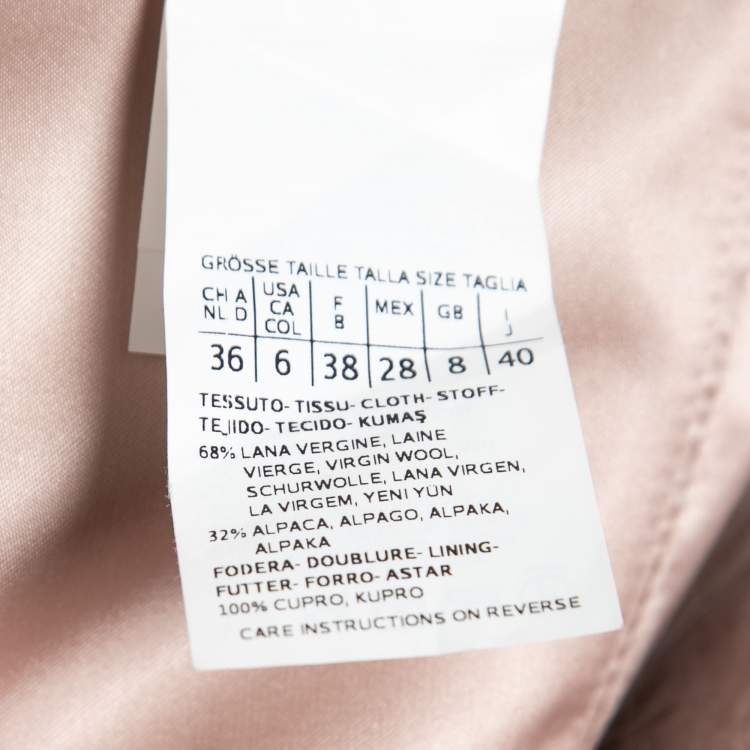 GRÖSSE TAILLE TALLA SIZE TAGLIA
CH A USA F MEX GB I
NL D CA B J
COL
36 6 38 28 8 40
TESSUTO- TISSU- CLOTH- STOFF-
TEJIDO- TECIDO- KUMAŞ
68% LANA VERGINE, LAINE
VIERGE, VIRGIN WOOL,
SCHURWOLLE, LANA VIRGEN,
LA VIRGEM, YENI YÜN
32% ALPACA, ALPAGO, ALPAKA,
ALPAKA
FODERA- DOUBLURE- LINING-
FUTTER- FORRO- ASTAR
100% CUPRO, KUPRO
CARE INSTRUCTIONS ON REVERSE